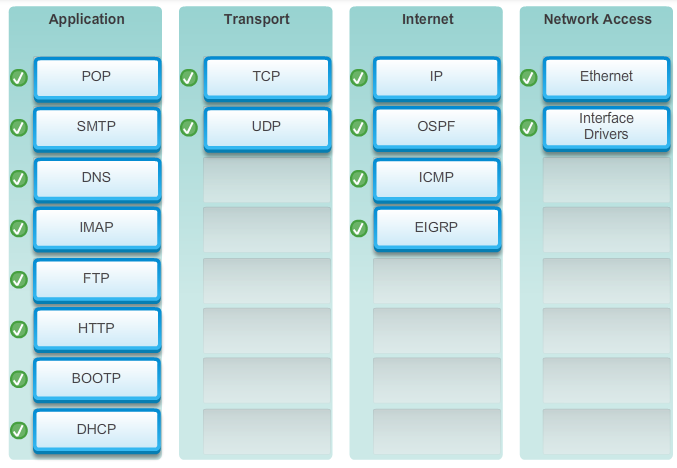 Application
POP
SMTP
DNS
IMAP
FTP
HTTP
BOOTP
DHCP
Transport
TCP
UDP
Internet
IP
OSPF
ICMP
EIGRP
Network Access
Ethernet
Interface
Drivers